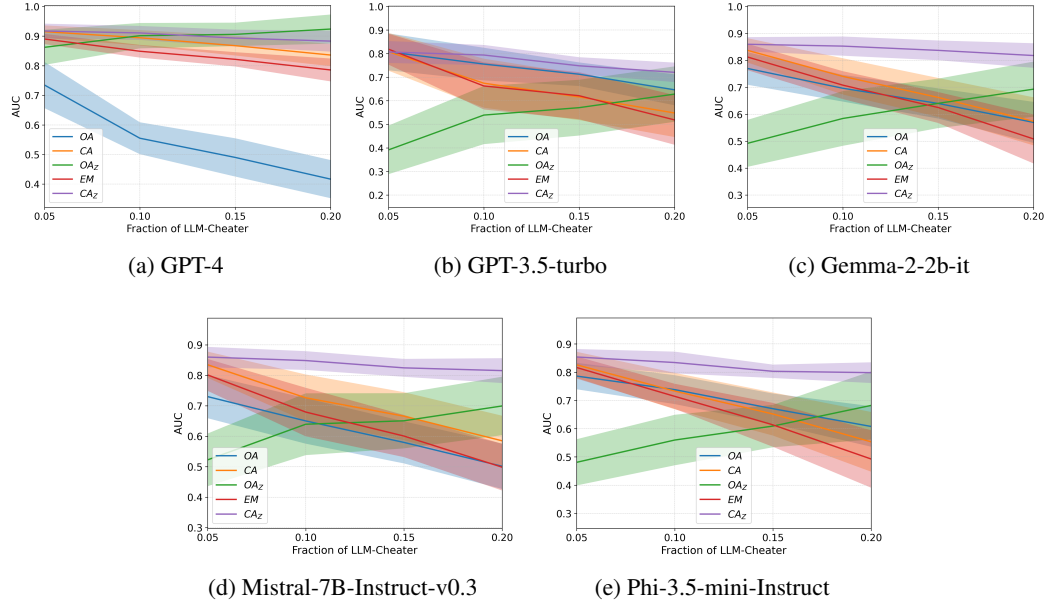 0.9
0.8
0.7
0.6
0.5
0.4
AUC
OA
CA
OA_Z
EM
CA_Z
0.05 0.10 0.15 0.20
Fraction of LLM-Cheater
(a) GPT-4
0.9
0.8
0.7
0.6
0.5
0.4
0.3
0.2
AUC
OA
CA
OA_Z
EM
CA_Z
0.05 0.10 0.15 0.20
Fraction of LLM-Cheater
(b) GPT-3.5-turbo
0.9
0.8
0.7
0.6
0.5
0.4
0.3
AUC
OA
CA
OA_Z
EM
CA_Z
0.05 0.10 0.15 0.20
Fraction of LLM-Cheater
(c) Gemma-2-2b-it
0.9
0.8
0.7
0.6
0.5
0.4
0.3
AUC
OA
CA
OA_Z
EM
CA_Z
0.05 0.10 0.15 0.20
Fraction of LLM-Cheater
(d) Mistral-7B-Instruct-v0.3
0.9
0.8
0.7
0.6
0.5
0.4
0.3
AUC
OA
CA
OA_Z
EM
CA_Z
0.05 0.10 0.15 0.20
Fraction of LLM-Cheater
(e) Phi-3.5-mini-Instruct